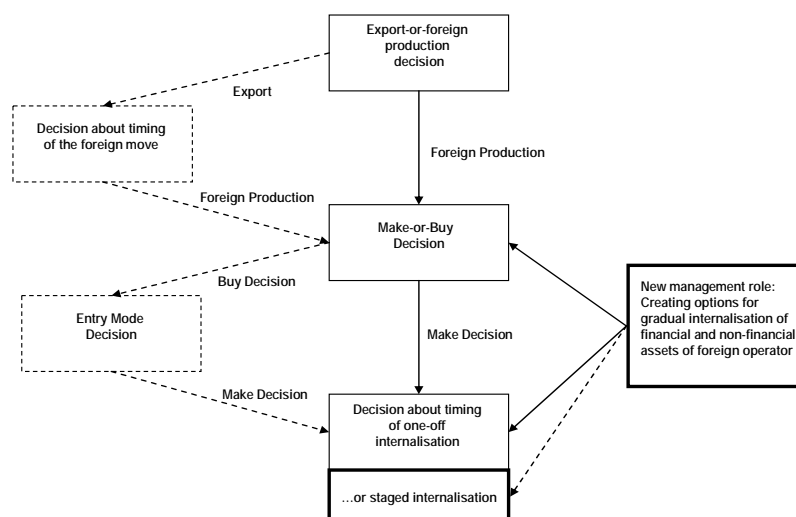 Export-or-foreign
production
decision
Export
Decision about timing
of the foreign move
Foreign Production
Foreign Production
Make-or-Buy
Decision
Buy Decision
New management role:
Creating options for
gradual internalisation of
financial and non-financial
assets of foreign operator
Entry Mode
Decision
Make Decision
Make Decision
Decision about timing
of one-off
internalisation
...or staged internalisation